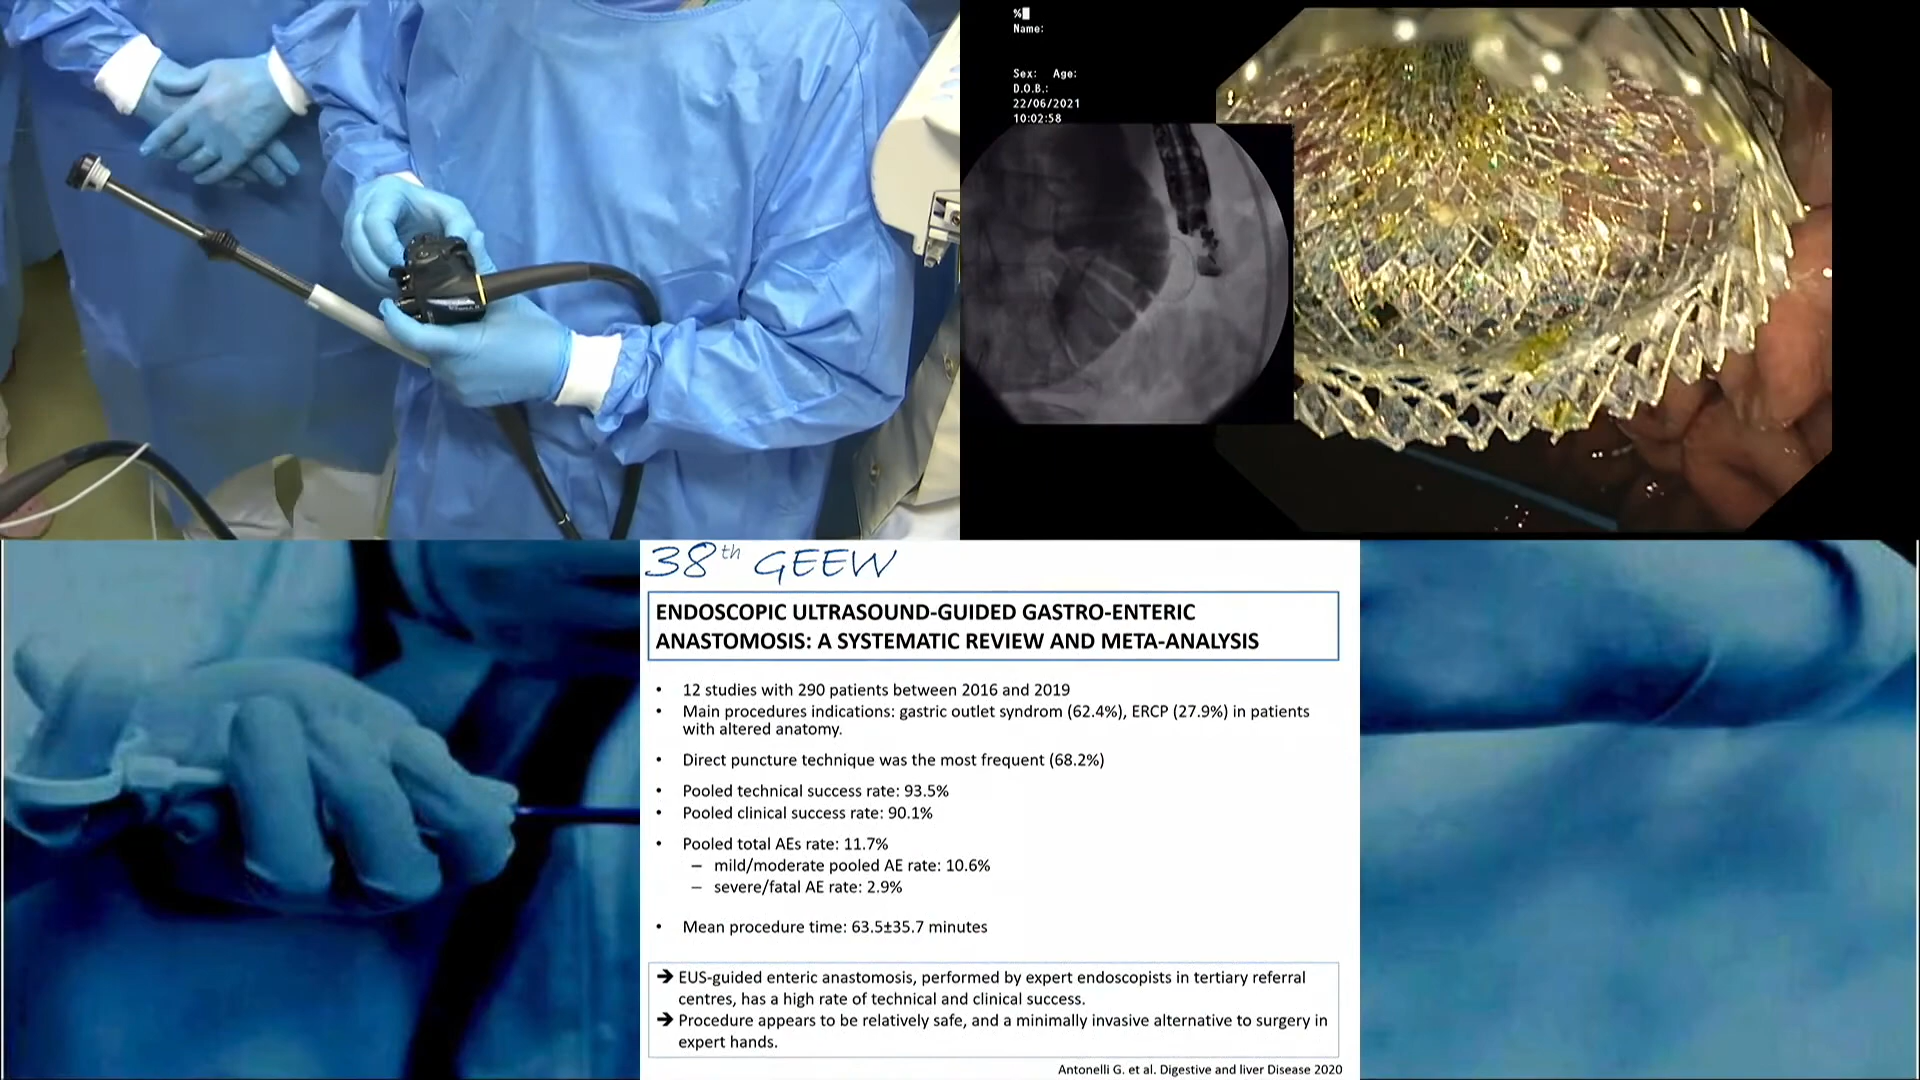 %
Name:
Sex: Age:
D.O.B.:
22/06/2021
10:02:58
38th GEEW
ENDOSCOPIC ULTRASOUND-GUIDED GASTRO-ENTERIC
ANASTOMOSIS: A SYSTEMATIC REVIEW AND META-ANALYSIS
• 12 studies with 290 patients between 2016 and 2019
• Main procedures indications: gastric outlet syndrom (62.4%), ERCP (27.9%) in patients
with altered anatomy.
• Direct puncture technique was the most frequent (68.2%)
• Pooled technical success rate: 93.5%
• Pooled clinical success rate: 90.1%
• Pooled total AEs rate: 11.7%
– mild/moderate pooled AE rate: 10.6%
– severe/fatal AE rate: 2.9%
• Mean procedure time: 63.5±35.7 minutes
➔ EUS-guided enteric anastomosis, performed by expert endoscopists in tertiary referral
centres, has a high rate of technical and clinical success.
➔ Procedure appears to be relatively safe, and a minimally invasive alternative to surgery in
expert hands.
Antonelli G. et al. Digestive and liver Disease 2020